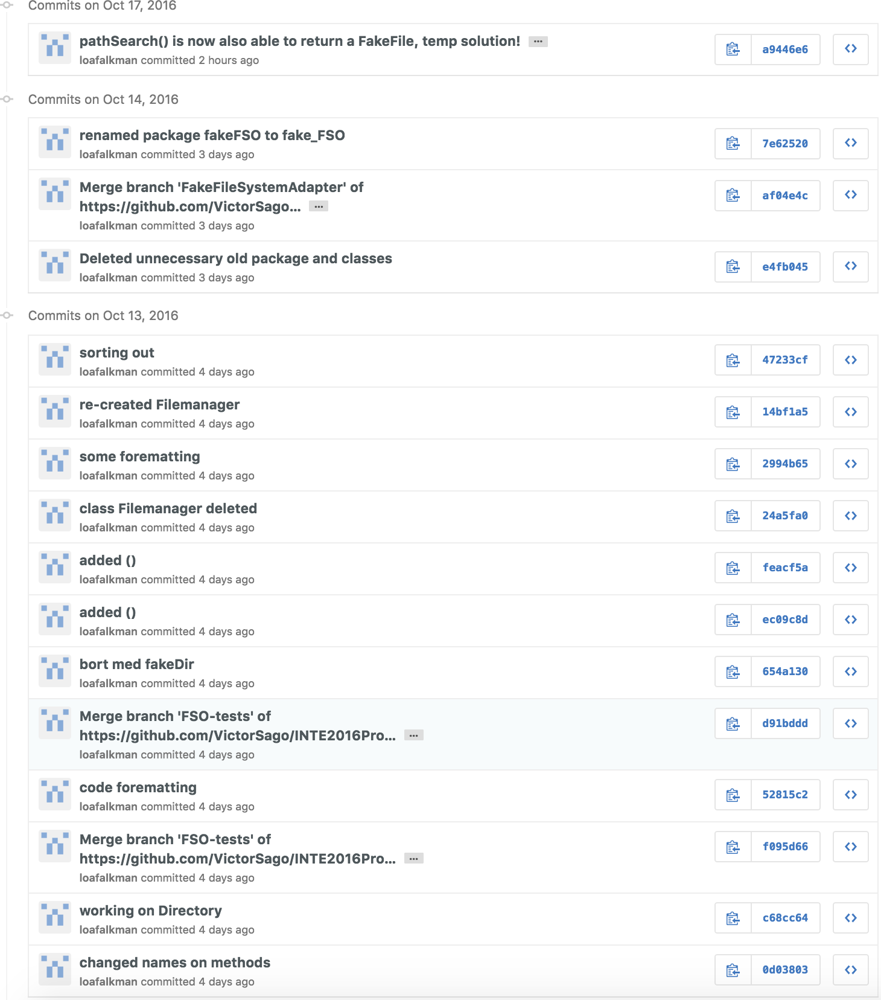 Commits on Oct 17, 2016
pathSearch() is now also able to return a FakeFile, temp solution! …
loafalkman committed 2 hours ago
a9446e6
Commits on Oct 14, 2016
renamed package fakeFSO to fake_FSO
loafalkman committed 3 days ago
7e62520
Merge branch 'FakeFileSystemAdapter' of
https://github.com/VictorSago... …
loafalkman committed 3 days ago
af04e4c
Deleted unnecessary old package and classes
loafalkman committed 3 days ago
e4fb045
Commits on Oct 13, 2016
sorting out
loafalkman committed 4 days ago
47233cf
re-created Filemanager
loafalkman committed 4 days ago
14bf1a5
some forematting
loafalkman committed 4 days ago
2994b65
class Filemanager deleted
loafalkman committed 4 days ago
24a5fa0
added ()
loafalkman committed 4 days ago
feacf5a
added ()
loafalkman committed 4 days ago
ec09c8d
bort med fakeDir
loafalkman committed 4 days ago
654a130
Merge branch 'FSO-tests' of
https://github.com/VictorSago/INTE2016Pro... …
loafalkman committed 4 days ago
d91bddd
code forematting
loafalkman committed 4 days ago
52815c2
Merge branch 'FSO-tests' of
https://github.com/VictorSago/INTE2016Pro... …
loafalkman committed 4 days ago
f095d66
working on Directory
loafalkman committed 4 days ago
c68cc64
changed names on methods
loafalkman committed 4 days ago
0d03803